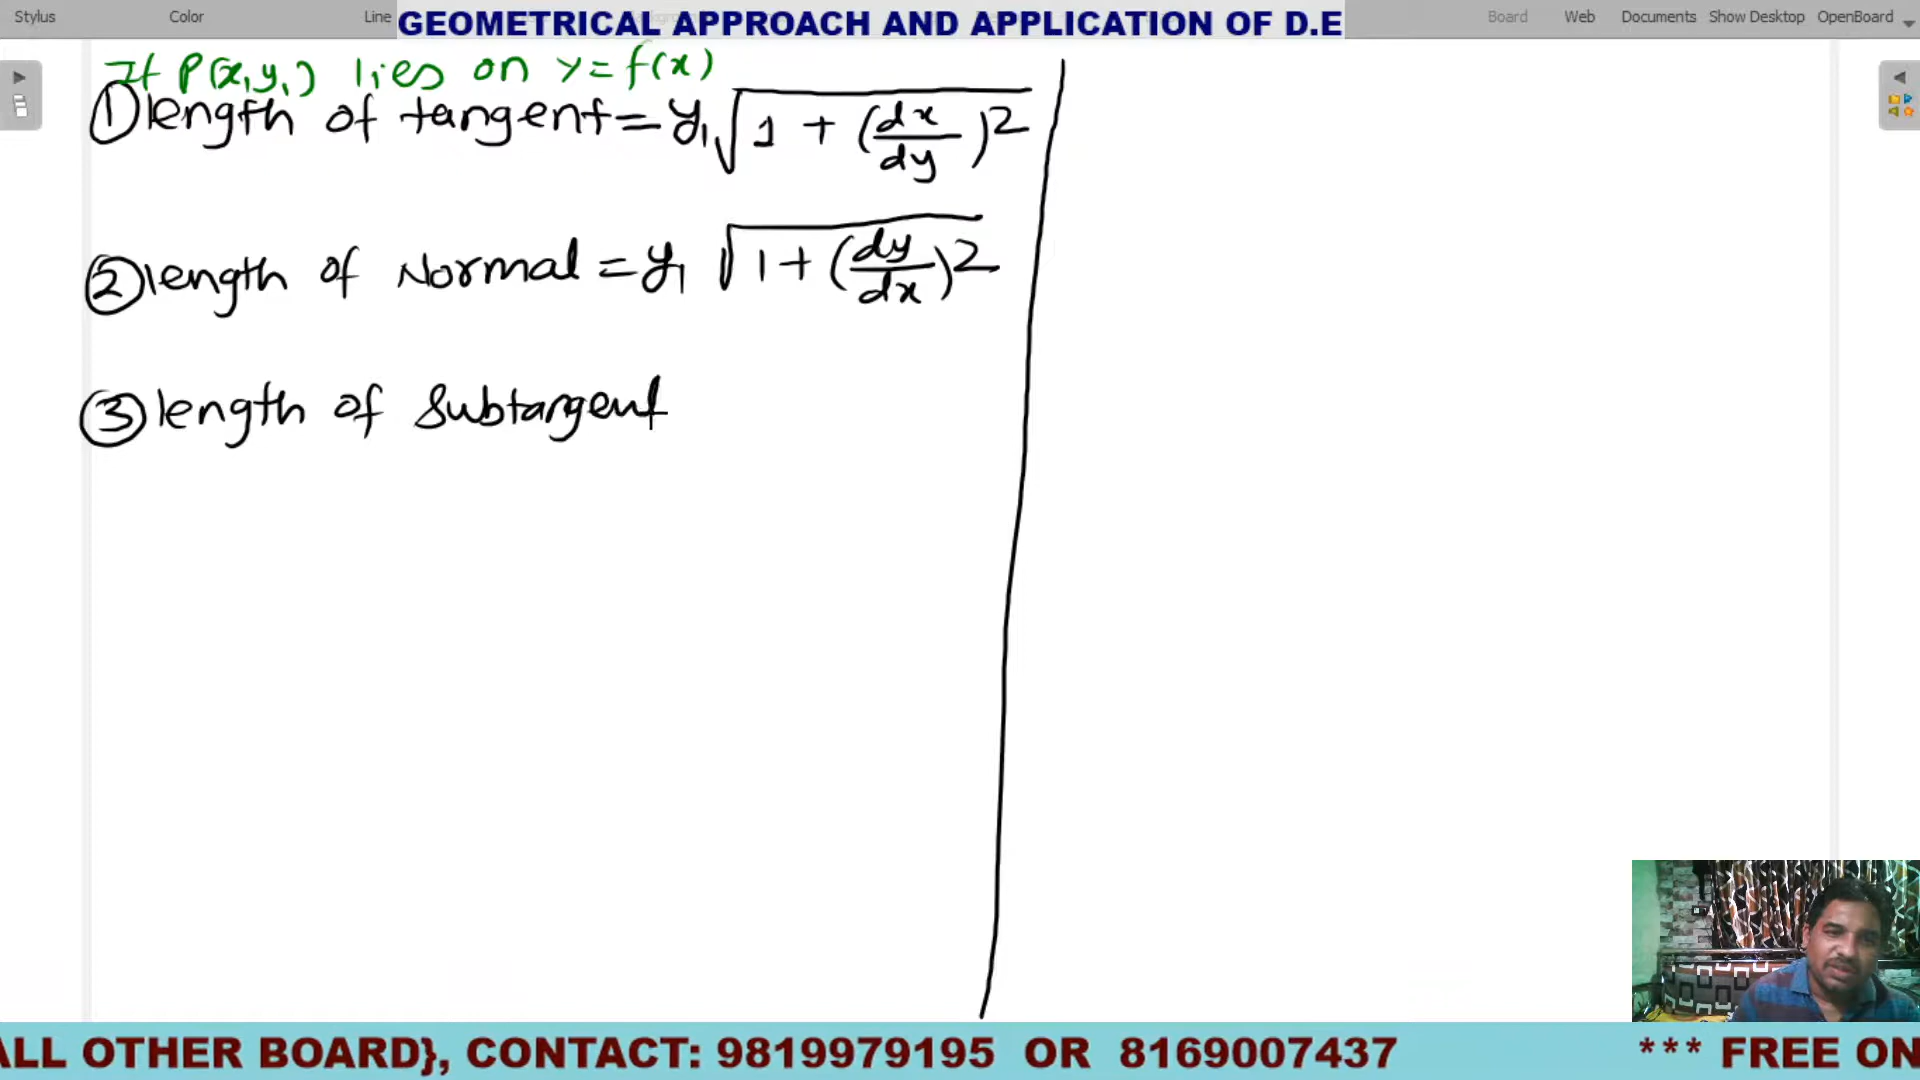 Stylus Color Line GEOMETRICAL APPROACH AND APPLICATION OF D.E Board Web Documents Show Desktop OpenBoard
If P(x₁y₁) lies on y=f(x)
① length of tangent = y₁√(1 + (dx/dy)²)
② length of Normal = y₁ √(1 + (dy/dx)²)
③ length of Subtangent
ALL OTHER BOARD}, CONTACT: 9819979195 OR 8169007437 *** FREE ON